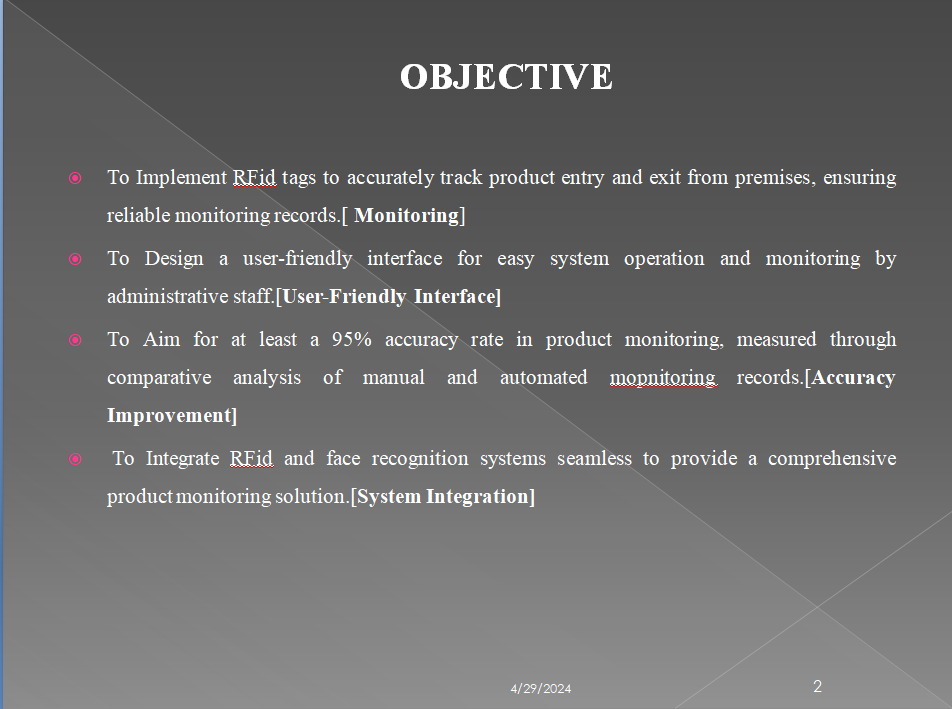 OBJECTIVE
To Implement RFid tags to accurately track product entry and exit from premises, ensuring
reliable monitoring records.[ Monitoring]
To Design a user-friendly interface for easy system operation and monitoring by
administrative staff.[User-Friendly Interface]
To Aim for at least a 95% accuracy rate in product monitoring, measured through
comparative analysis of manual and automated mopnitoring records.[Accuracy
Improvement]
To Integrate RFid and face recognition systems seamless to provide a comprehensive
product monitoring solution.[System Integration]
4/29/2024
2